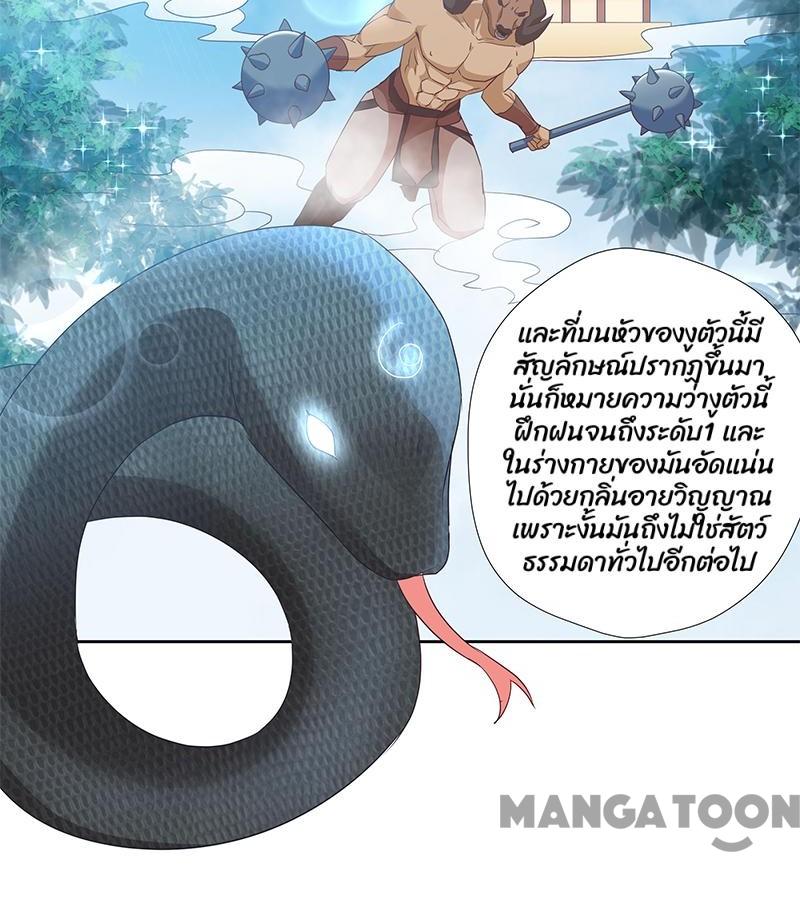 และที่บนหัวของงูตัวนี้มี
สัญลักษณ์ปรากฏขึ้นมา
นั่นก็หมายความว่างูตัวนี้
ฝึกฝนจนถึงระดับ1 และ
ในร่างกายของมันอัดแน่น
ไปด้วยกลิ่นอายวิญญาณ
เพราะงั้นมันถึงไม่ใช่สัตว์
ธรรมดาทั่วไปอีกต่อไป
MANGATOON